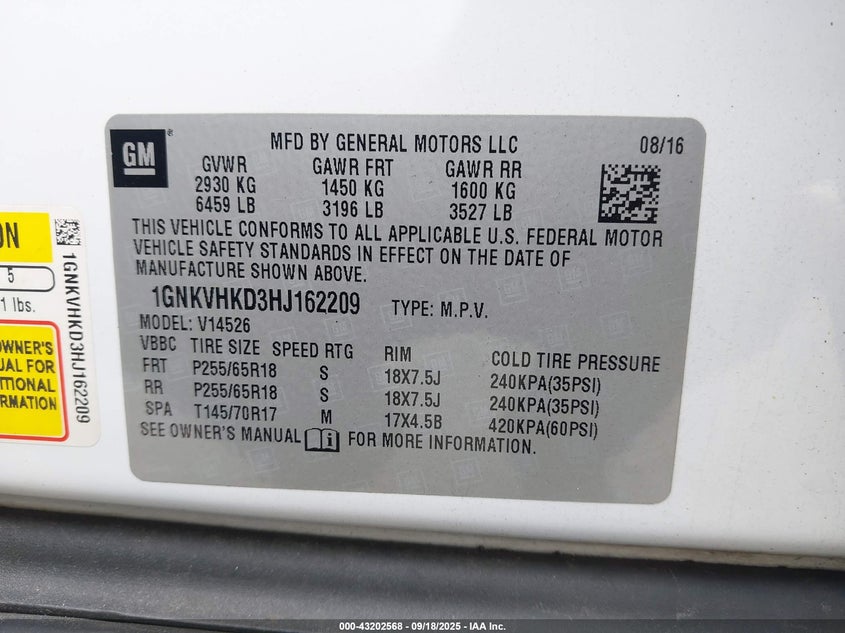 GM
®
MFD BY GENERAL MOTORS LLC
08/16
GVWR GAWR FRT GAWR RR
2930 KG 1450 KG 1600 KG
6459 LB 3196 LB 3527 LB
THIS VEHICLE CONFORMS TO ALL APPLICABLE U.S. FEDERAL MOTOR
VEHICLE SAFETY STANDARDS IN EFFECT ON THE DATE OF
MANUFACTURE SHOWN ABOVE.
1GNKVHKD3HJ162209 TYPE: M.P.V.
MODEL: V14526
VBBC TIRE SIZE SPEED RTG RIM COLD TIRE PRESSURE
FRT P255/65R18 S 18X7.5J 240KPA(35PSI)
RR P255/65R18 S 18X7.5J 240KPA(35PSI)
SPA T145/70R17 M 17X4.5B 420KPA(60PSI)
SEE OWNER'S MANUAL FOR MORE INFORMATION.
ON
5
1 lbs.
OWNER'S
UAL FOR
ITIONAL
RMATION
1GNKVHKD3HJ162209
000-43202568 - 09/18/2025 - IAA Inc.